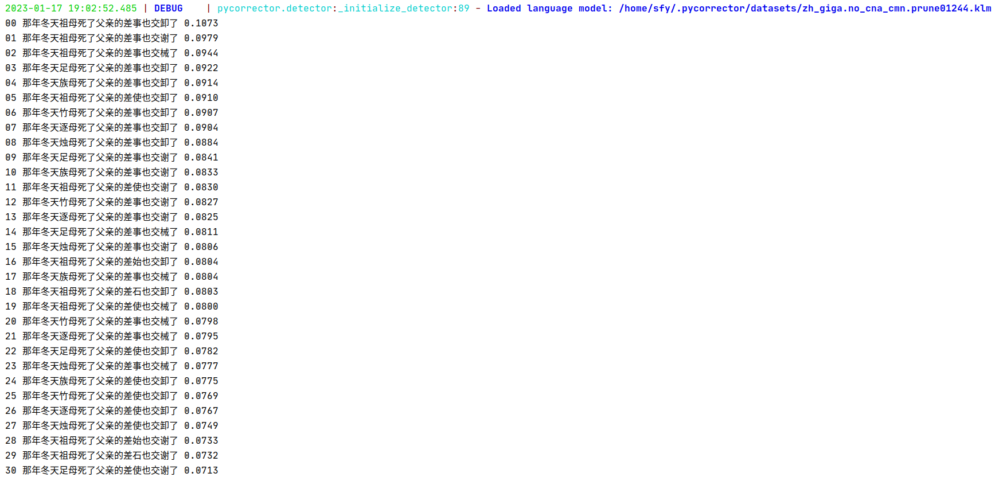 2023-01-17 19:02:52.485 | DEBUG    | pycorrector.detector:_initialize_detector:89 - Loaded language model: /home/sfy/.pycorrector/datasets/zh_giga.no_cna_cmn.prune01244.klm
00 那年冬天祖母死了父亲的差事也交卸了 0.1073
01 那年冬天祖母死了父亲的差事也交谢了 0.0979
02 那年冬天祖母死了父亲的差事也交械了 0.0944
03 那年冬天足母死了父亲的差事也交卸了 0.0922
04 那年冬天族母死了父亲的差事也交卸了 0.0914
05 那年冬天祖母死了父亲的差使也交卸了 0.0910
06 那年冬天竹母死了父亲的差事也交卸了 0.0907
07 那年冬天逐母死了父亲的差事也交卸了 0.0904
08 那年冬天烛母死了父亲的差事也交卸了 0.0884
09 那年冬天足母死了父亲的差事也交谢了 0.0841
10 那年冬天族母死了父亲的差事也交谢了 0.0833
11 那年冬天祖母死了父亲的差使也交谢了 0.0830
12 那年冬天竹母死了父亲的差事也交谢了 0.0827
13 那年冬天逐母死了父亲的差事也交谢了 0.0825
14 那年冬天足母死了父亲的差事也交械了 0.0811
15 那年冬天烛母死了父亲的差事也交谢了 0.0806
16 那年冬天祖母死了父亲的差始也交卸了 0.0804
17 那年冬天族母死了父亲的差事也交械了 0.0804
18 那年冬天祖母死了父亲的差石也交卸了 0.0803
19 那年冬天祖母死了父亲的差使也交械了 0.0800
20 那年冬天竹母死了父亲的差事也交械了 0.0798
21 那年冬天逐母死了父亲的差事也交械了 0.0795
22 那年冬天足母死了父亲的差使也交卸了 0.0782
23 那年冬天烛母死了父亲的差事也交械了 0.0777
24 那年冬天族母死了父亲的差使也交卸了 0.0775
25 那年冬天竹母死了父亲的差使也交卸了 0.0769
26 那年冬天逐母死了父亲的差使也交卸了 0.0767
27 那年冬天烛母死了父亲的差使也交卸了 0.0749
28 那年冬天祖母死了父亲的差始也交谢了 0.0733
29 那年冬天祖母死了父亲的差石也交谢了 0.0732
30 那年冬天足母死了父亲的差使也交谢了 0.0713